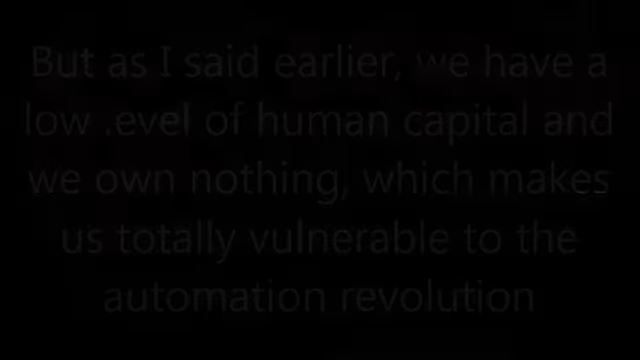 But as I said earlier, we have a
low .evel of human capital and
we own nothing, which makes
us totally vulnerable to the
automation revolution